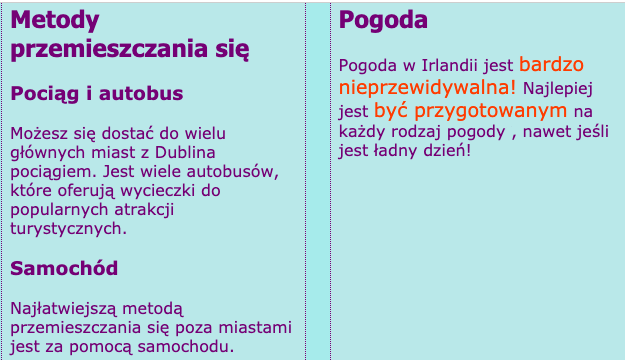 Metody
przemieszczania się
Pociąg i autobus
Możesz się dostać do wielu
głównych miast z Dublina
pociągiem. Jest wiele autobusów,
które oferują wycieczki do
popularnych atrakcji
turystycznych.
Samochód
Najłatwiejszą metodą
przemieszczania się poza miastami
jest za pomocą samochodu.
Pogoda
Pogoda w Irlandii jest bardzo
nieprzewidywalna! Najlepiej
jest być przygotowanym na
każdy rodzaj pogody , nawet jeśli
jest ładny dzień!